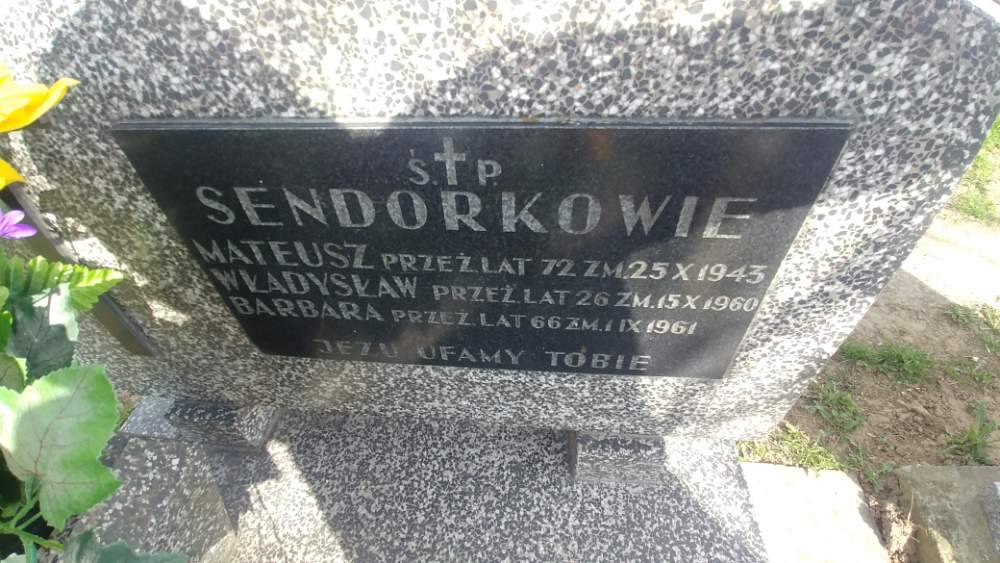 Ś.†P.
SENDORKOWIE
MATEUSZ PRZEŻ. LAT 72 ZM. 25 X 1943
WŁADYSŁAW PRZEŻ. LAT 26 ZM. 15 X 1960
BARBARA PRZEŻ. LAT 66 ZM. 1 IX 1961
JEZU UFAMY TOBIE